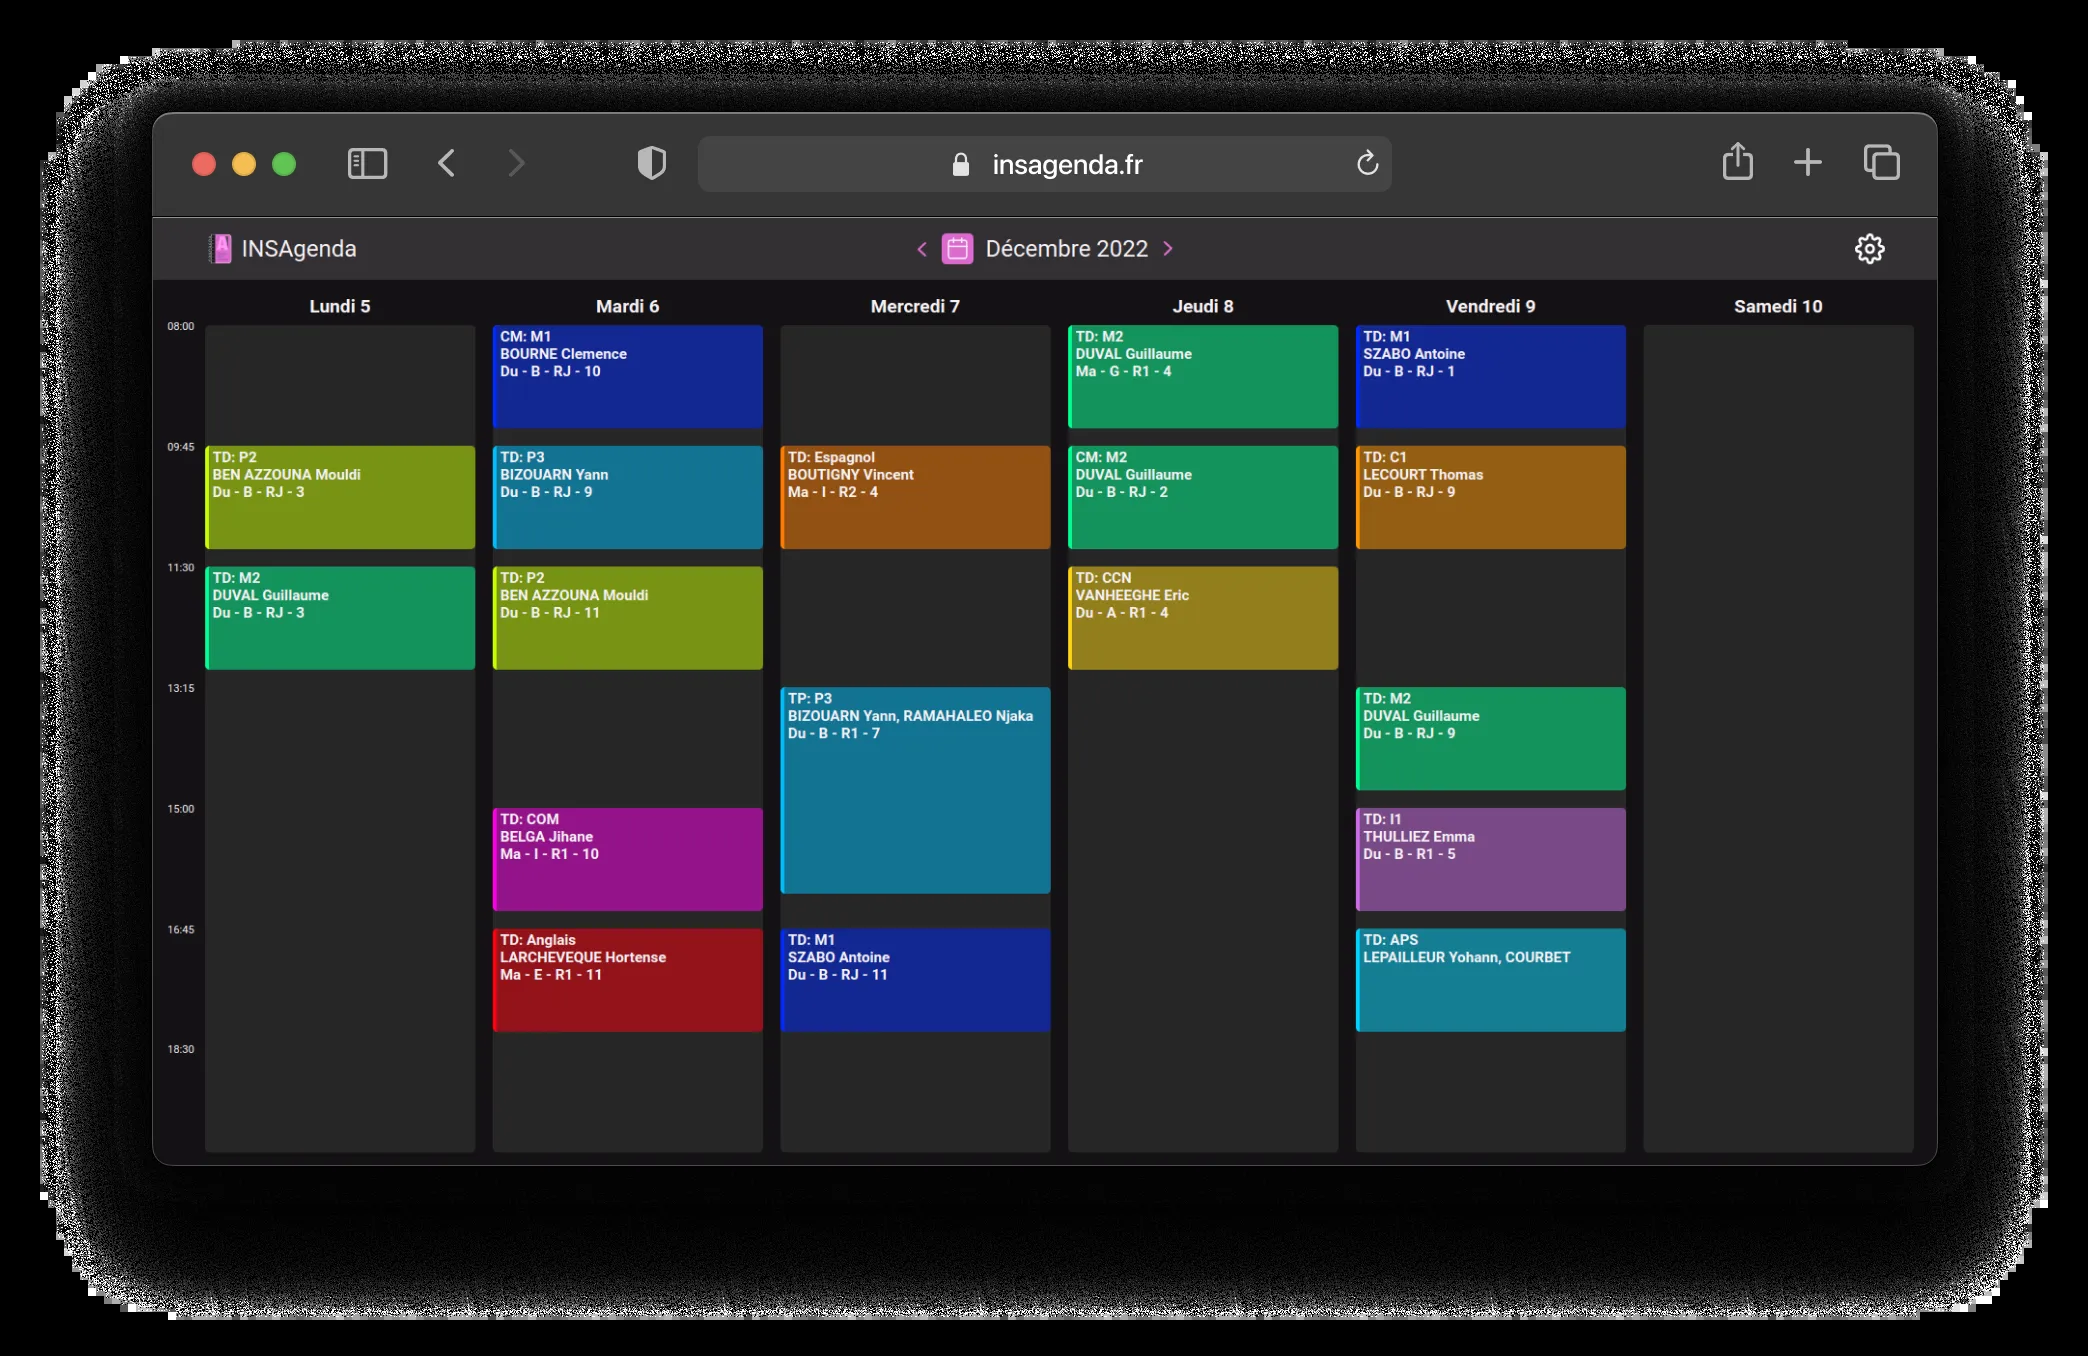 insagenda.fr
INSAgenda
Décembre 2022
Lundi 5
Mardi 6
Mercredi 7
Jeudi 8
Vendredi 9
Samedi 10
08:00
09:45
11:30
13:15
15:00
16:45
18:30
TD: P2
BEN AZZOUNA Mouldi
Du - B - RJ - 3
TD: M2
DUVAL Guillaume
Du - B - RJ - 3
CM: M1
BOURNE Clemence
Du - B - RJ - 10
TD: P3
BIZOUARN Yann
Du - B - RJ - 9
TD: P2
BEN AZZOUNA Mouldi
Du - B - RJ - 11
TD: COM
BELGA Jihane
Ma - I - R1 - 10
TD: Anglais
LARCHEVEQUE Hortense
Ma - E - R1 - 11
TD: Espagnol
BOUTIGNY Vincent
Ma - I - R2 - 4
TP: P3
BIZOUARN Yann, RAMAHALEO Njaka
Du - B - R1 - 7
TD: M1
SZABO Antoine
Du - B - RJ - 11
TD: M2
DUVAL Guillaume
Ma - G - R1 - 4
CM: M2
DUVAL Guillaume
Du - B - RJ - 2
TD: CCN
VANHEEGHE Eric
Du - A - R1 - 4
TD: M1
SZABO Antoine
Du - B - RJ - 1
TD: C1
LECOURT Thomas
Du - B - RJ - 9
TD: M2
DUVAL Guillaume
Du - B - RJ - 9
TD: I1
THULLIEZ Emma
Du - B - R1 - 5
TD: APS
LEPAILLEUR Yohann, COURBET